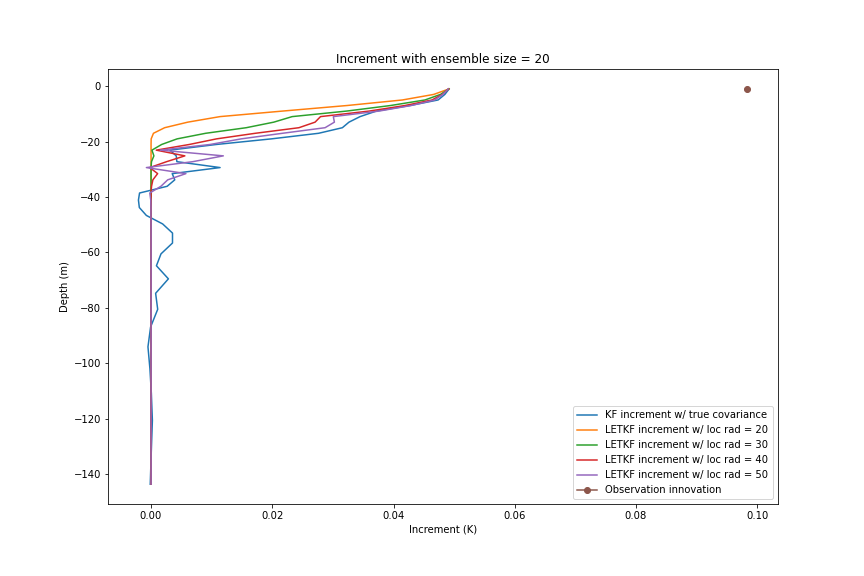 Increment with ensemble size = 20
0
−20
−40
−60
−80
−100
−120
−140
Depth (m)
0.00
0.02
0.04
0.06
0.08
0.10
Increment (K)
KF increment w/ true covariance
LETKF increment w/ loc rad = 20
LETKF increment w/ loc rad = 30
LETKF increment w/ loc rad = 40
LETKF increment w/ loc rad = 50
Observation innovation